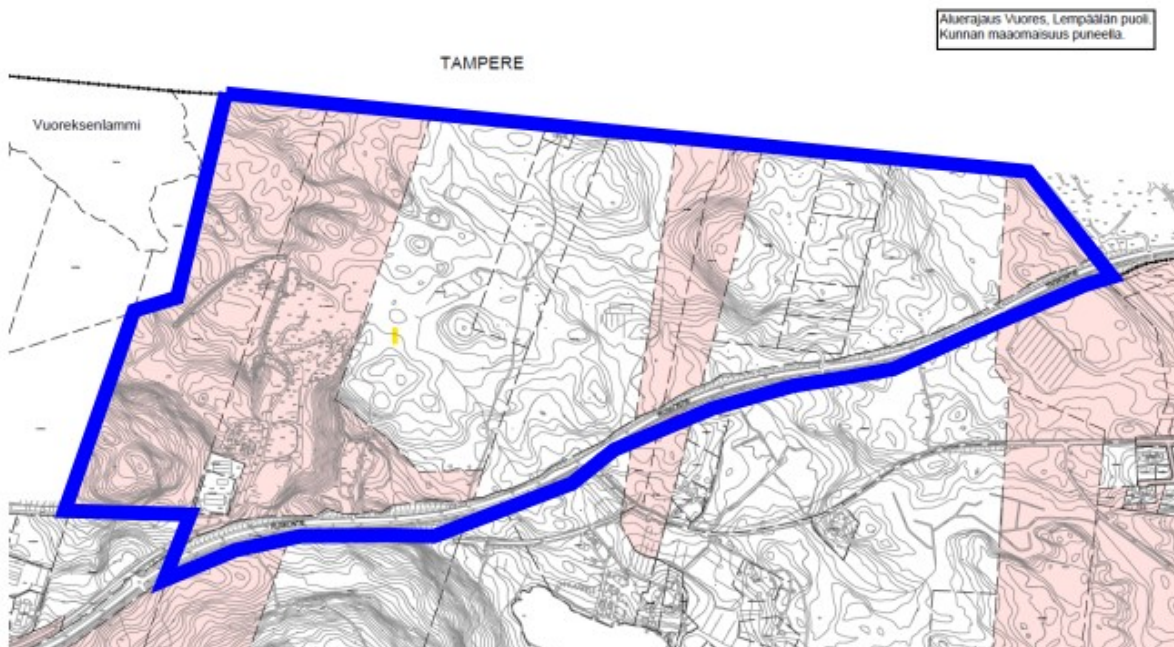 Aluerajaus Vuores, Lempäälän puoli.
Kunnan maaomaisuus puneella.
TAMPERE
Vuoreksenlammi